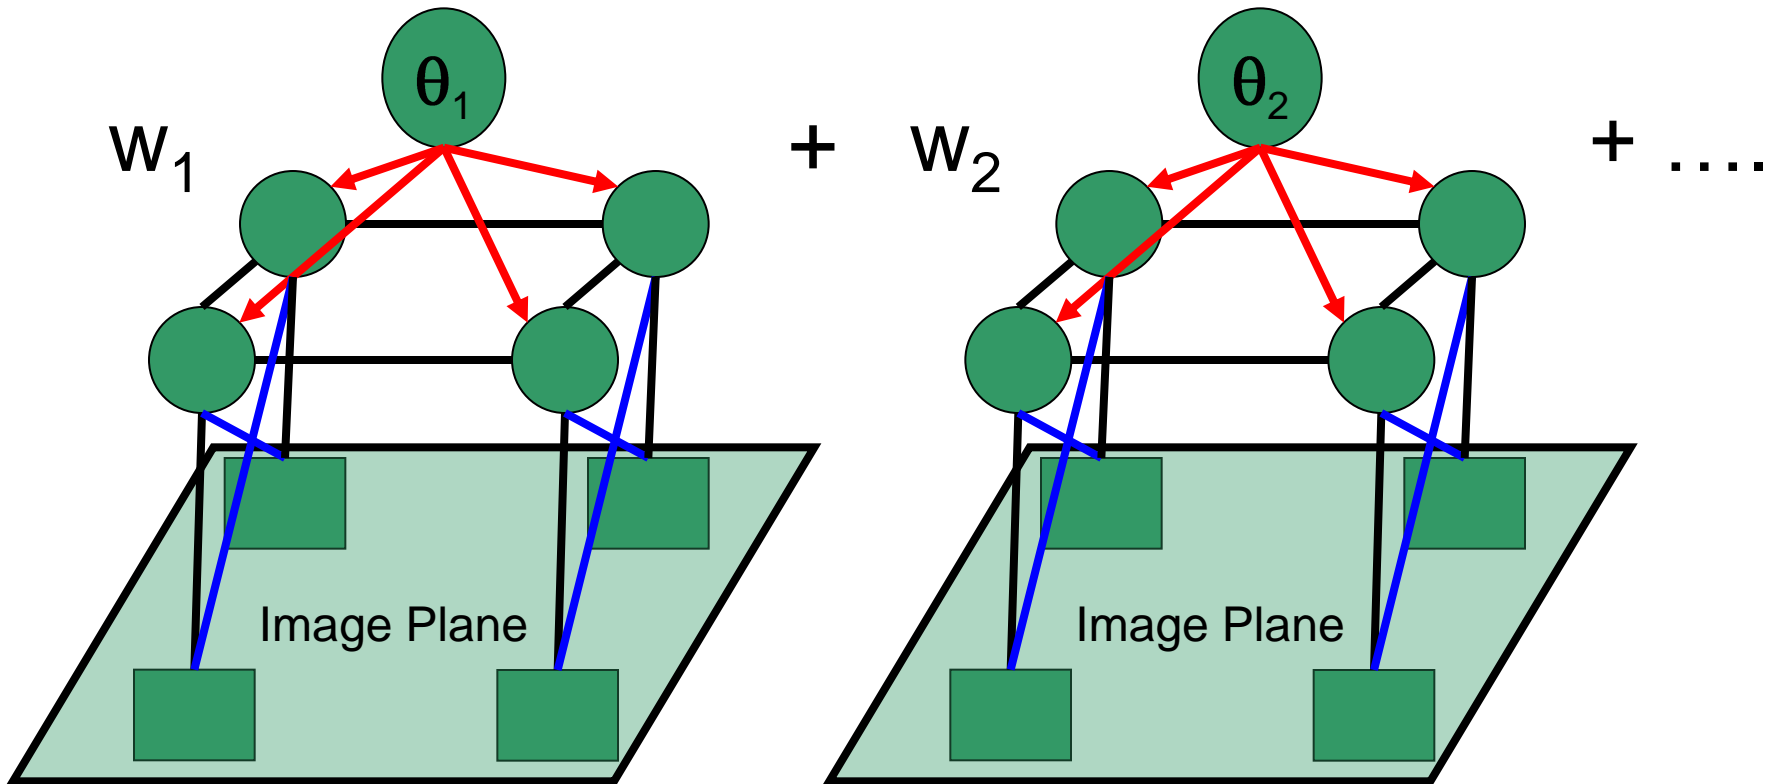 θ₁
θ₂
w₁ + w₂ + ....
Image Plane
Image Plane